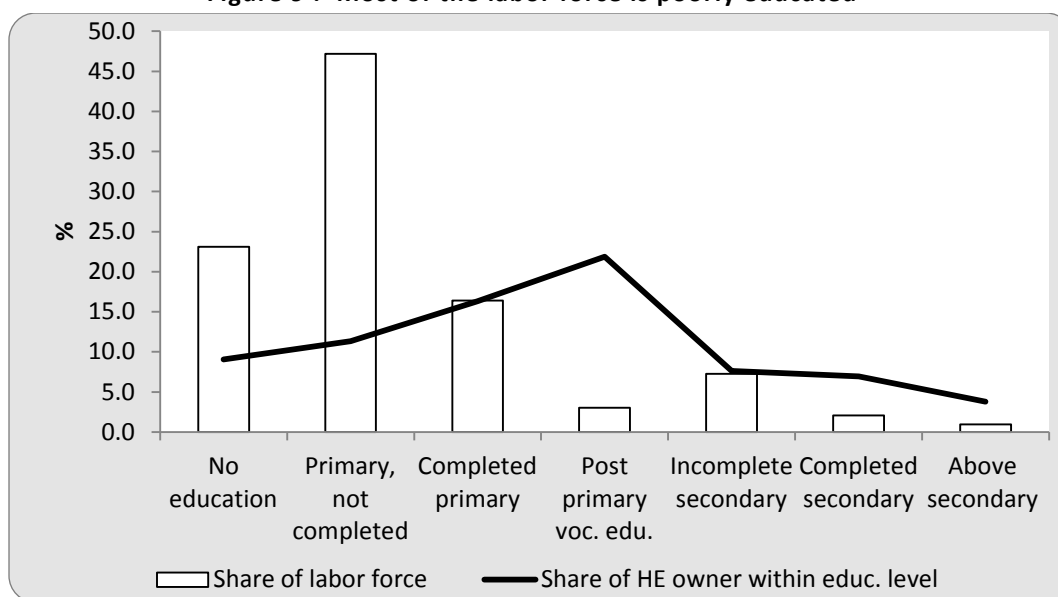 Figure Most of the labor force is poorly educated
50.0
45.0
40.0
35.0
30.0
25.0
20.0
15.0
10.0
5.0
0.0
%
No education
Primary, not completed
Completed primary
Post primary voc. edu.
Incomplete secondary
Completed secondary
Above secondary
Share of labor force
Share of HE owner within educ. level